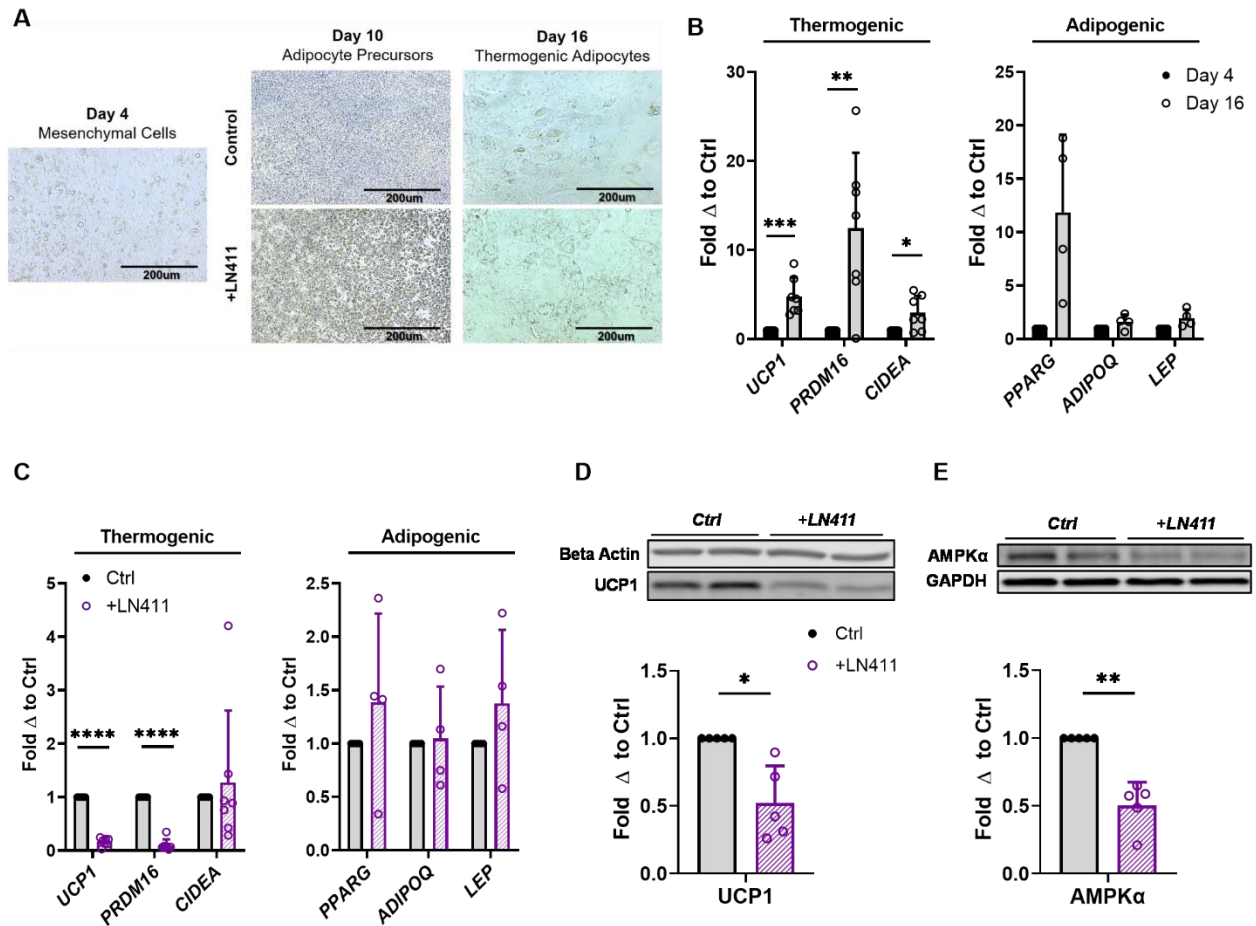 A
Day 4
Mesenchymal Cells
200um
Day 10
Adipocyte Precursors
Day 16
Thermogenic Adipocytes
Control
200um
200um
+LN411
200um
200um
B
Thermogenic
Adipogenic
Fold Δ to Ctrl
30
20
10
0
***
**
*
UCP1
PRDM16
CIDEA
Fold Δ to Ctrl
25
20
15
10
5
0
Day 4
Day 16
PPARG
ADIPOQ
LEP
C
Thermogenic
Adipogenic
Fold Δ to Ctrl
5
4
3
2
1
0
Ctrl
+LN411
****
****
UCP1
PRDM16
CIDEA
Fold Δ to Ctrl
2.5
2.0
1.5
1.0
0.5
0.0
PPARG
ADIPOQ
LEP
D
Ctrl
+LN411
Beta Actin
UCP1
Ctrl
+LN411
Fold Δ to Ctrl
1.5
1.0
0.5
0.0
*
UCP1
E
Ctrl
+LN411
AMPKα
GAPDH
Fold Δ to Ctrl
1.5
1.0
0.5
0.0
**
AMPKα